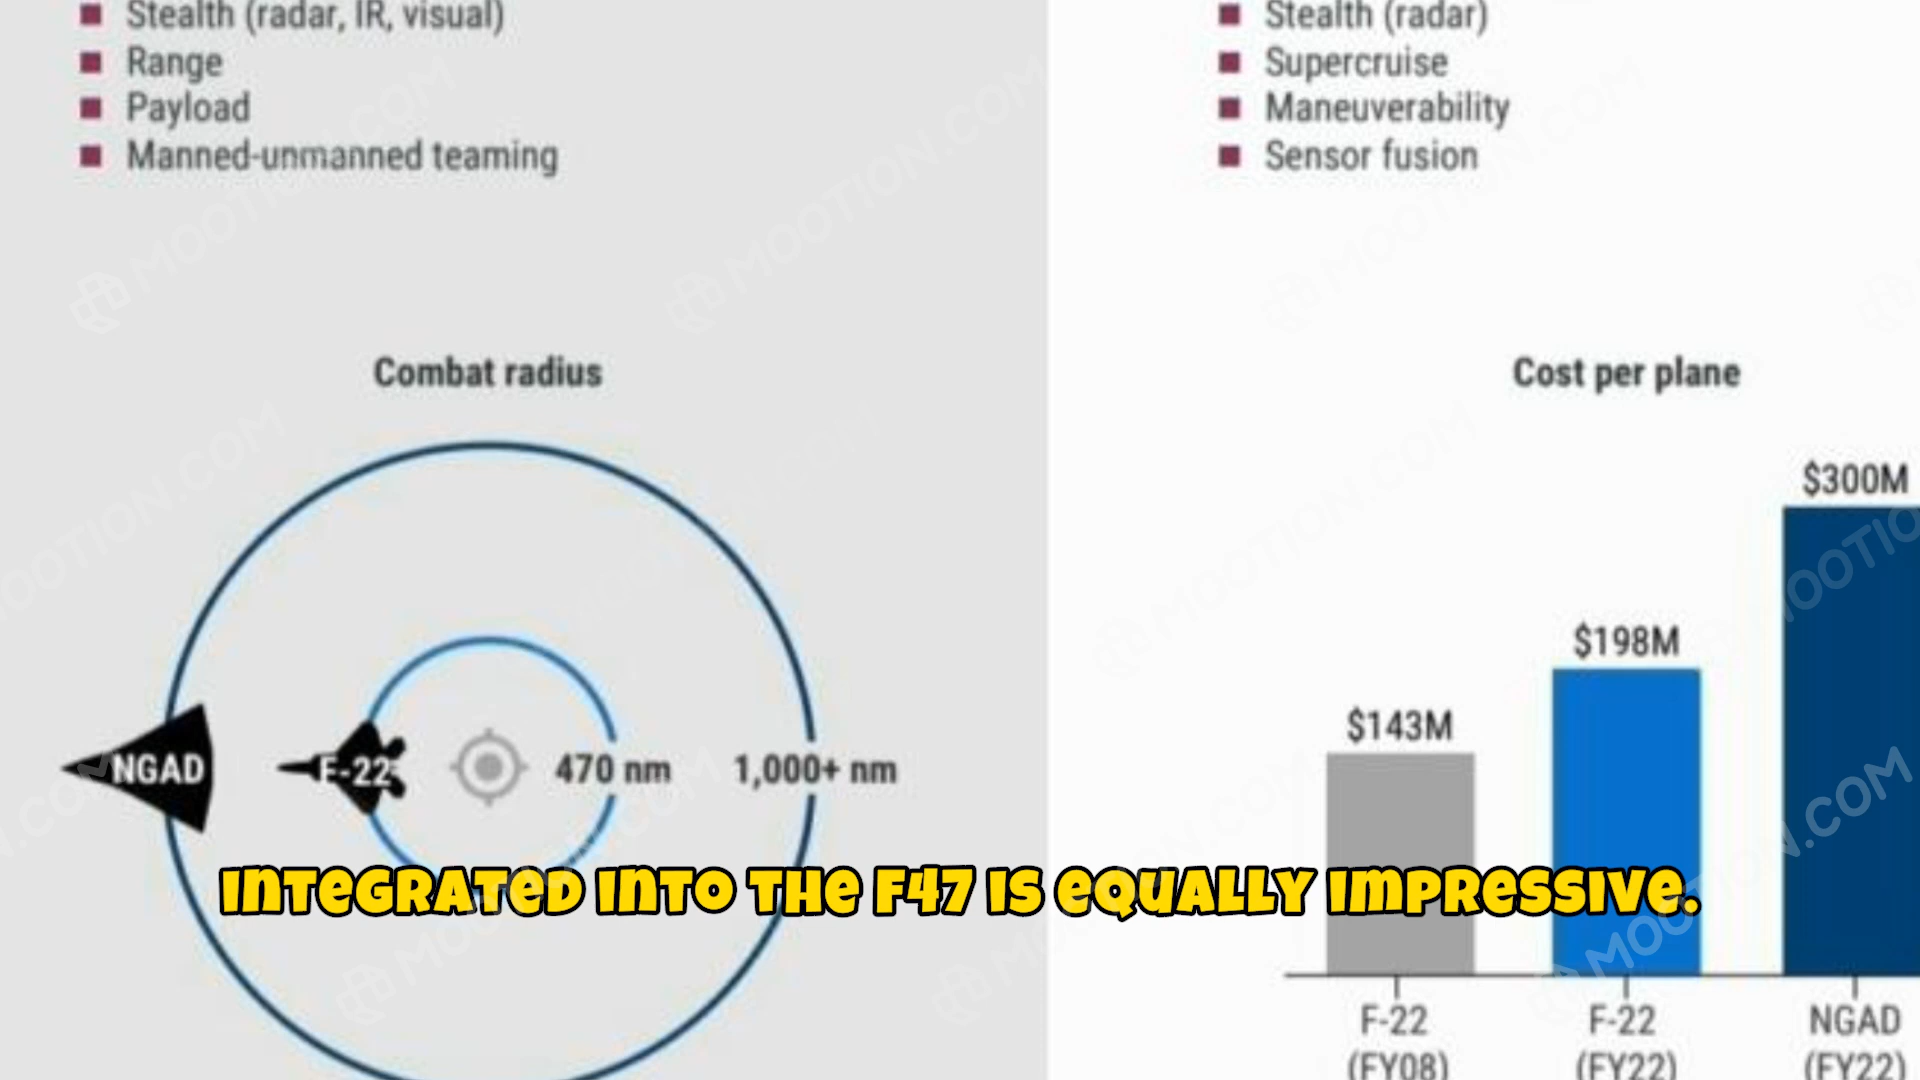 Stealth (radar, IR, visual)
Range
Payload
Manned-unmanned teaming
Stealth (radar)
Supercruise
Maneuverability
Sensor fusion
Combat radius
NGAD
F-22
470 nm
1,000+ nm
Cost per plane
$143M
$198M
$300M
INTEGRATED INTO THE F47 IS EQUALLY IMPRESSIVE.
F-22
(FY08)
F-22
(FY22)
NGAD
(FY22)
MOOTION.COM